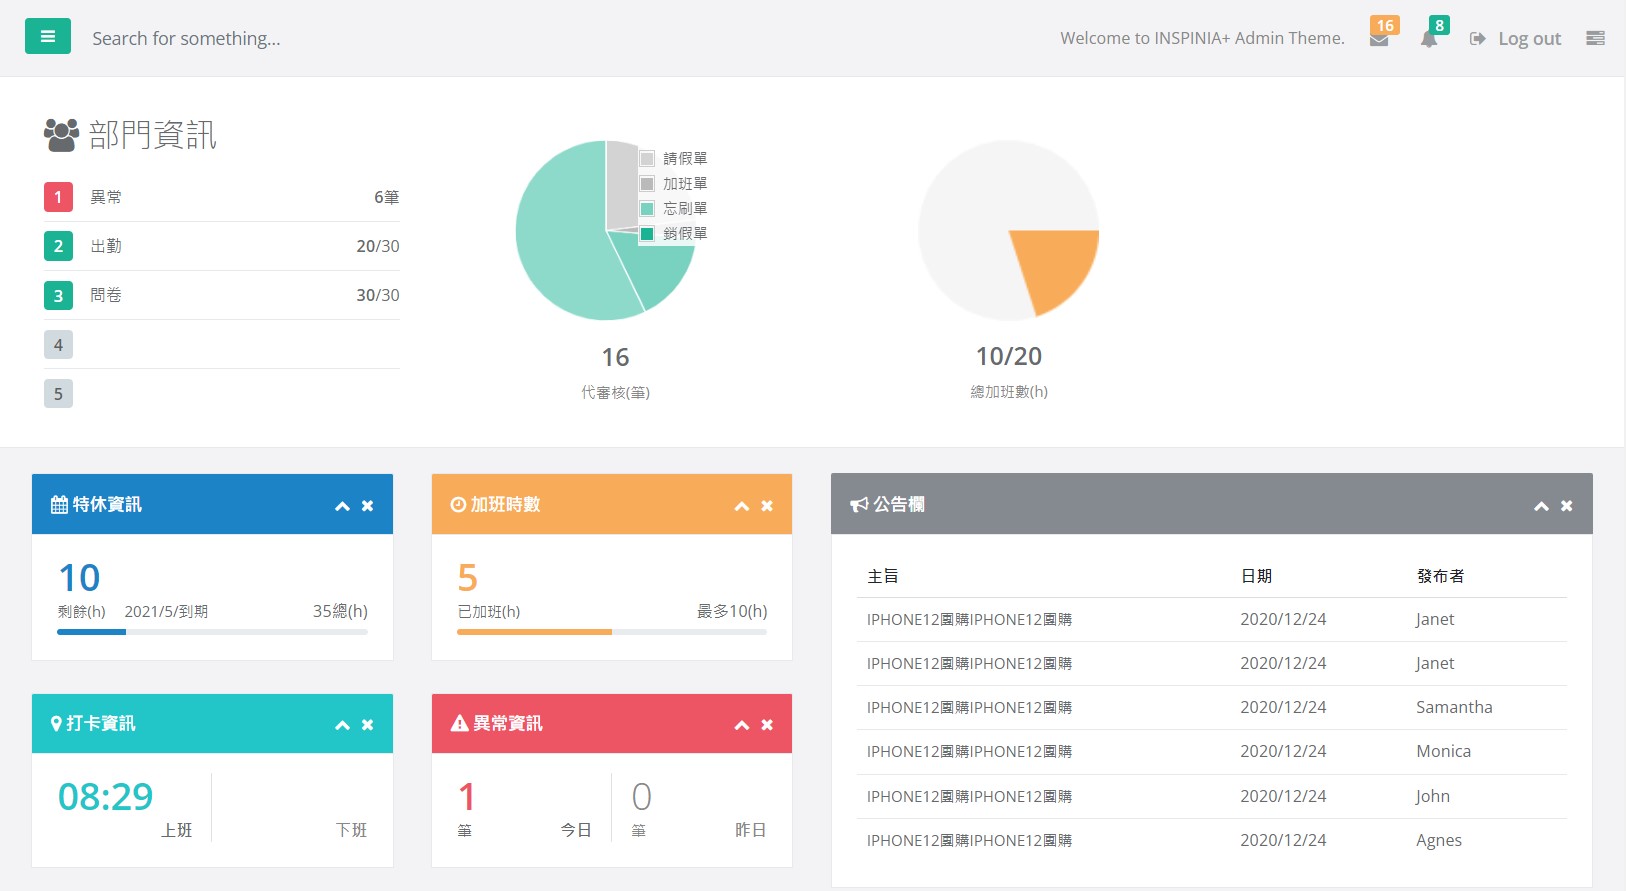 Search for something...
Welcome to INSPINIA+ Admin Theme.
16
8
Log out
部門資訊
1 異常 6筆
2 出勤 20/30
3 問卷 30/30
4
5
請假單
加班單
忘刷單
銷假單
16
代審核(筆)
10/20
總加班數(h)
特休資訊
10
剩餘(h) 2021/5/到期 35總(h)
加班時數
5
已加班(h) 最多10(h)
打卡資訊
08:29
上班 下班
異常資訊
1 0
筆 今日 筆 昨日
公告欄
主旨 日期 發布者
IPHONE12團購IPHONE12團購 2020/12/24 Janet
IPHONE12團購IPHONE12團購 2020/12/24 Janet
IPHONE12團購IPHONE12團購 2020/12/24 Samantha
IPHONE12團購IPHONE12團購 2020/12/24 Monica
IPHONE12團購IPHONE12團購 2020/12/24 John
IPHONE12團購IPHONE12團購 2020/12/24 Agnes